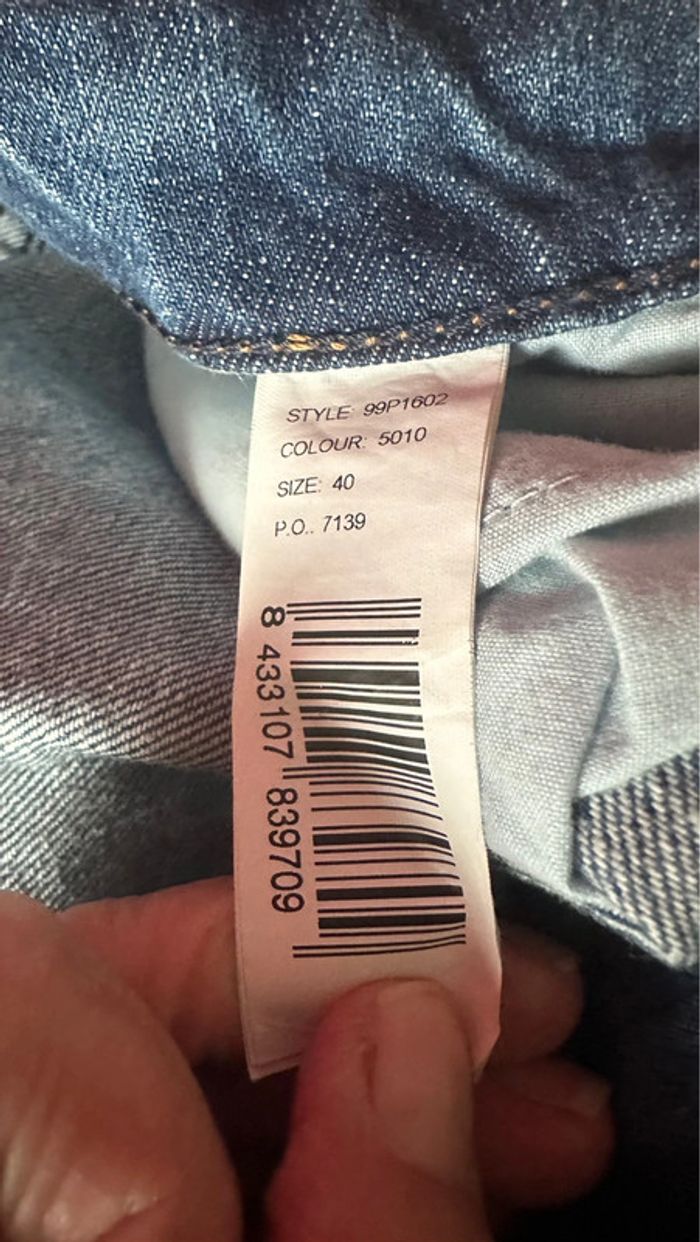 STYLE: 99P1602
COLOUR: 5010
SIZE: 40
P.O.. 7139
8 433107 839709